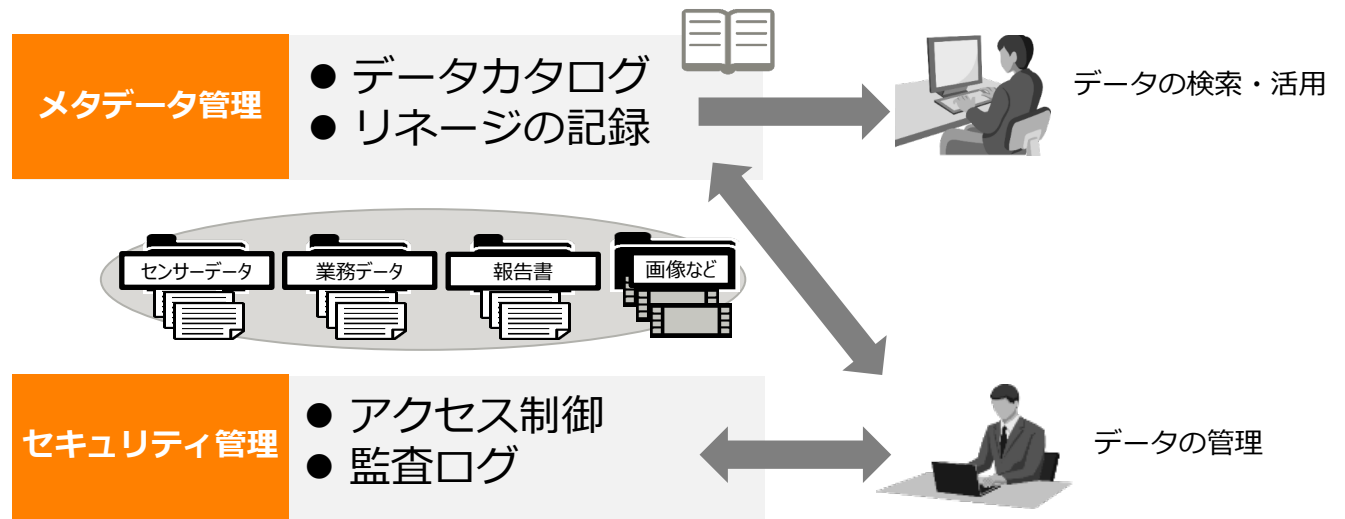 メタデータ管理
● データカタログ
● リネージの記録
データの検索・活用
センサーデータ
業務データ
報告書
画像など
セキュリティ管理
● アクセス制御
● 監査ログ
データの管理